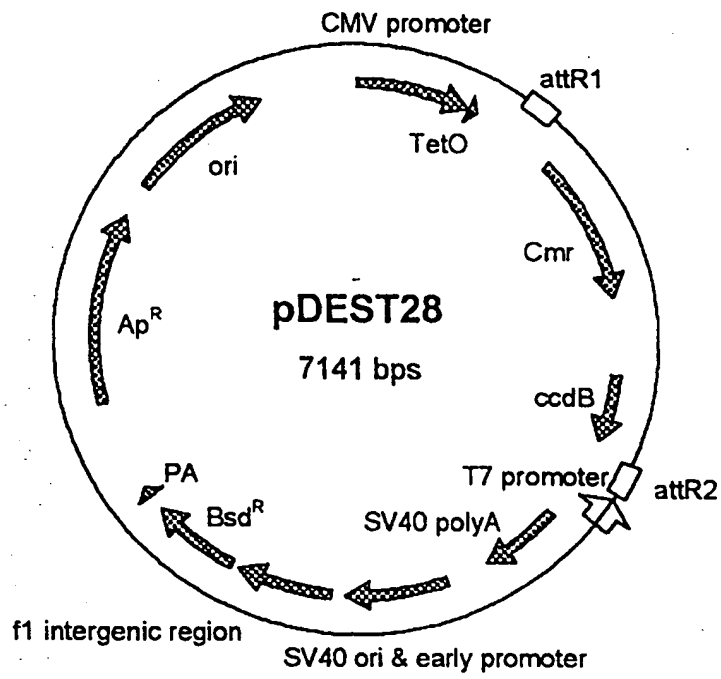 CMV promoter
attR1
TetO
ori
Cmr
Ap^R
pDEST28
7141 bps
ccdB
T7 promoter
attR2
PA
Bsd^R
SV40 polyA
f1 intergenic region
SV40 ori & early promoter